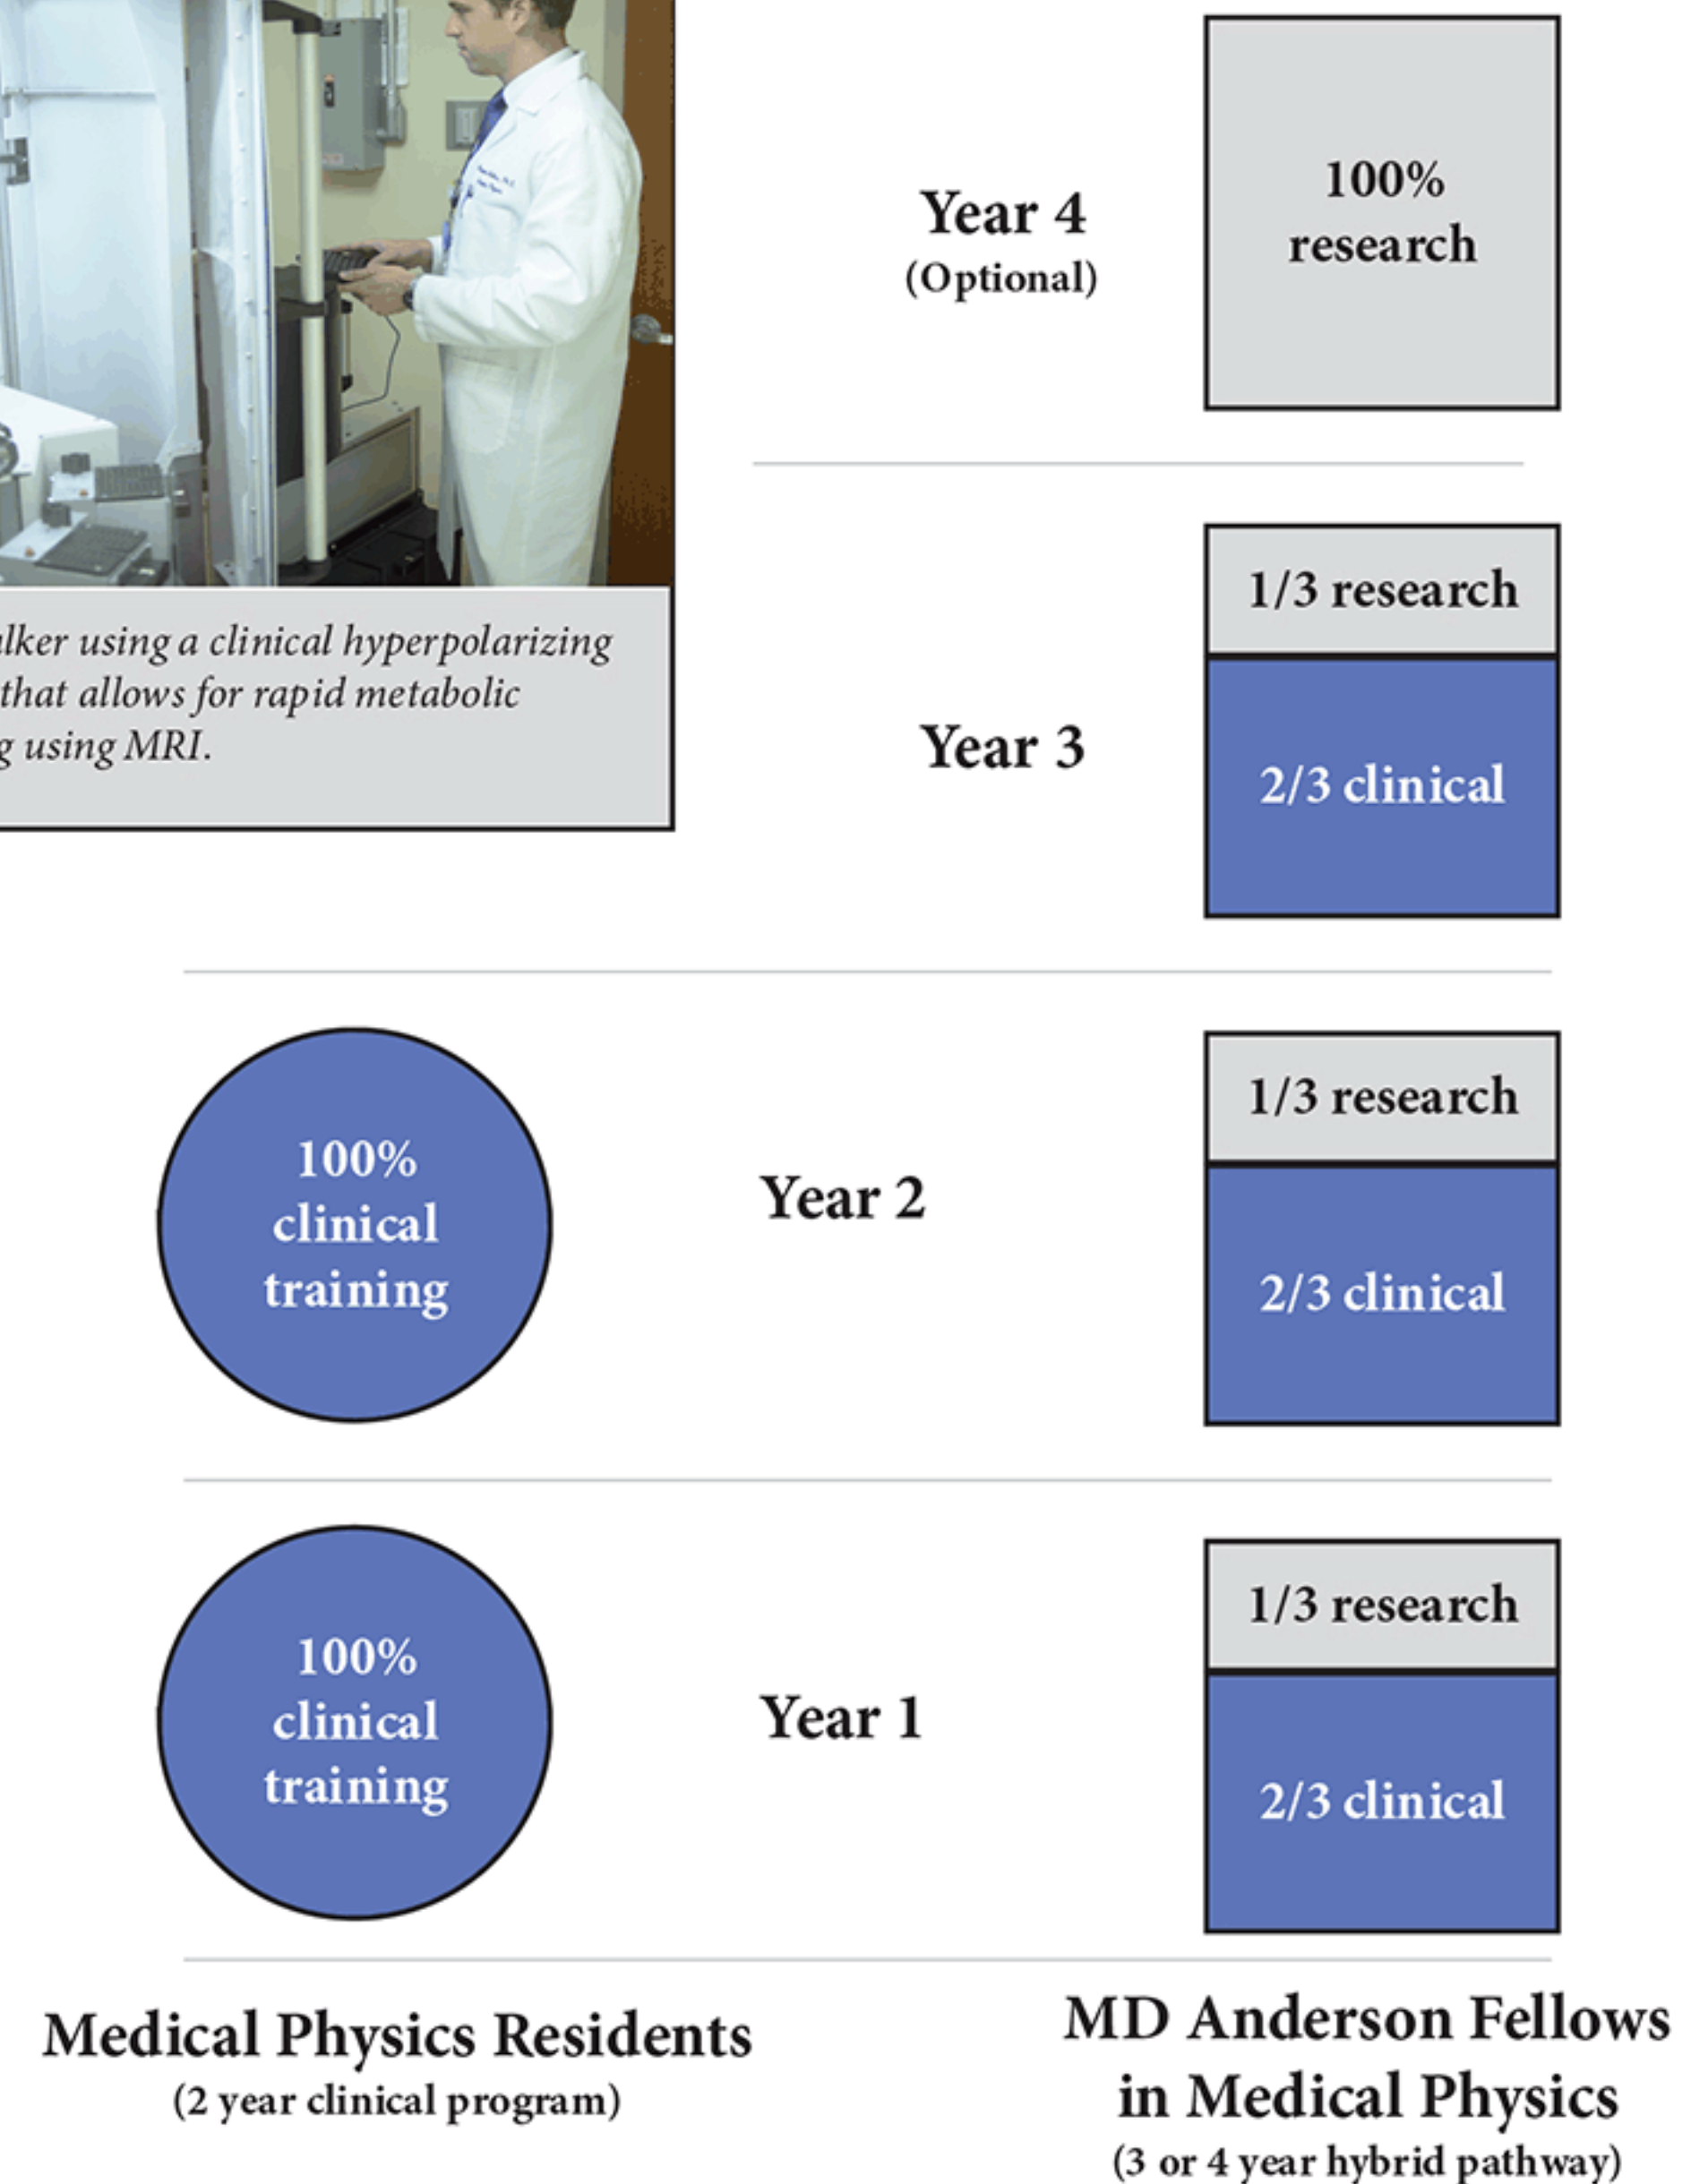 Year 4
(Optional)
100%
research
using a clinical hyperpolarizing
that allows for rapid metabolic
using MRI.
Year 3
1/3 research
2/3 clinical
100%
clinical
training
Year 2
1/3 research
2/3 clinical
100%
clinical
training
Year 1
1/3 research
2/3 clinical
Medical Physics Residents
(2 year clinical program)
MD Anderson Fellows
in Medical Physics
(3 or 4 year hybrid pathway)